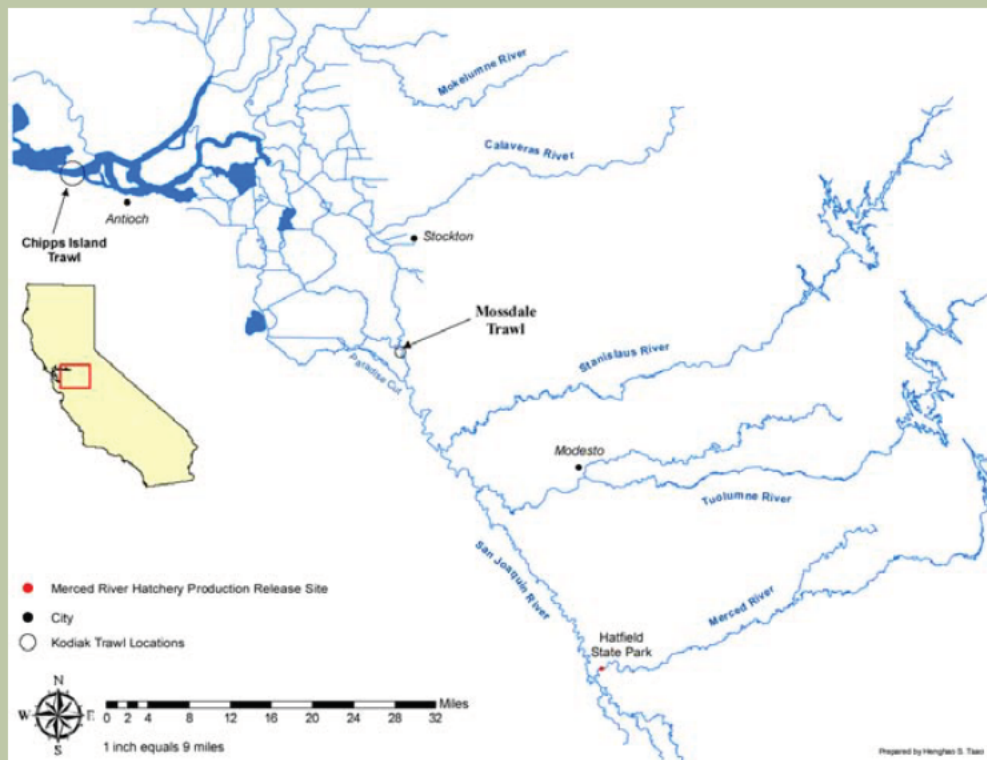 Mokelumne River
Calaveras River
Antioch
Stockton
Chipps Island
Trawl
Mossdale
Trawl
Paradise Cut
Stanislaus River
Modesto
Tuolumne River
San Joaquin River
Merced River
Hatfield
State Park
Merced River Hatchery Production Release Site
City
Kodiak Trawl Locations
N
W E
S
0 2 4 8 12 16 20 24 28 32 Miles
1 inch equals 9 miles
Prepared by Henghao S. Tsao